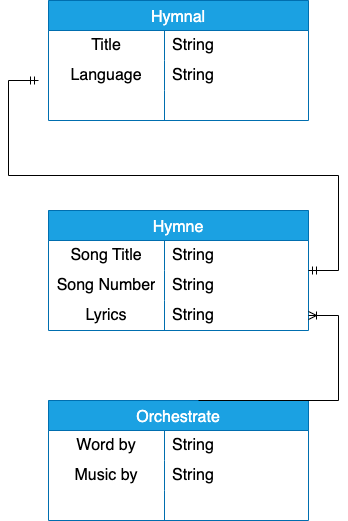 Hymnal
Title String
Language String
Hymne
Song Title String
Song Number String
Lyrics String
Orchestrate
Word by String
Music by String